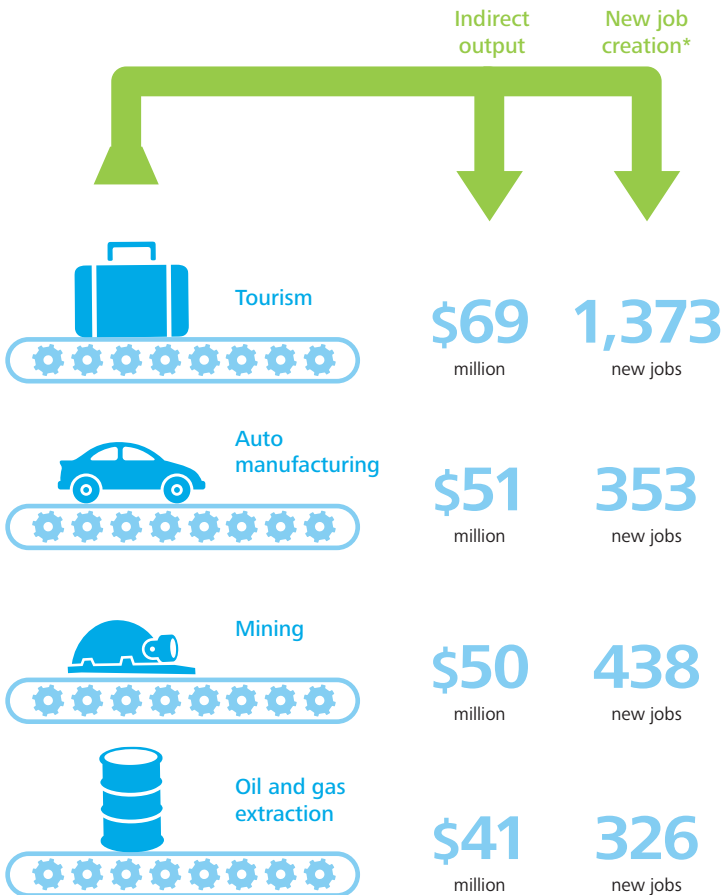 Indirect
output
New job
creation*
Tourism
$69
million
1,373
new jobs
Auto
manufacturing
$51
million
353
new jobs
Mining
$50
million
438
new jobs
Oil and gas
extraction
$41
million
326
new jobs